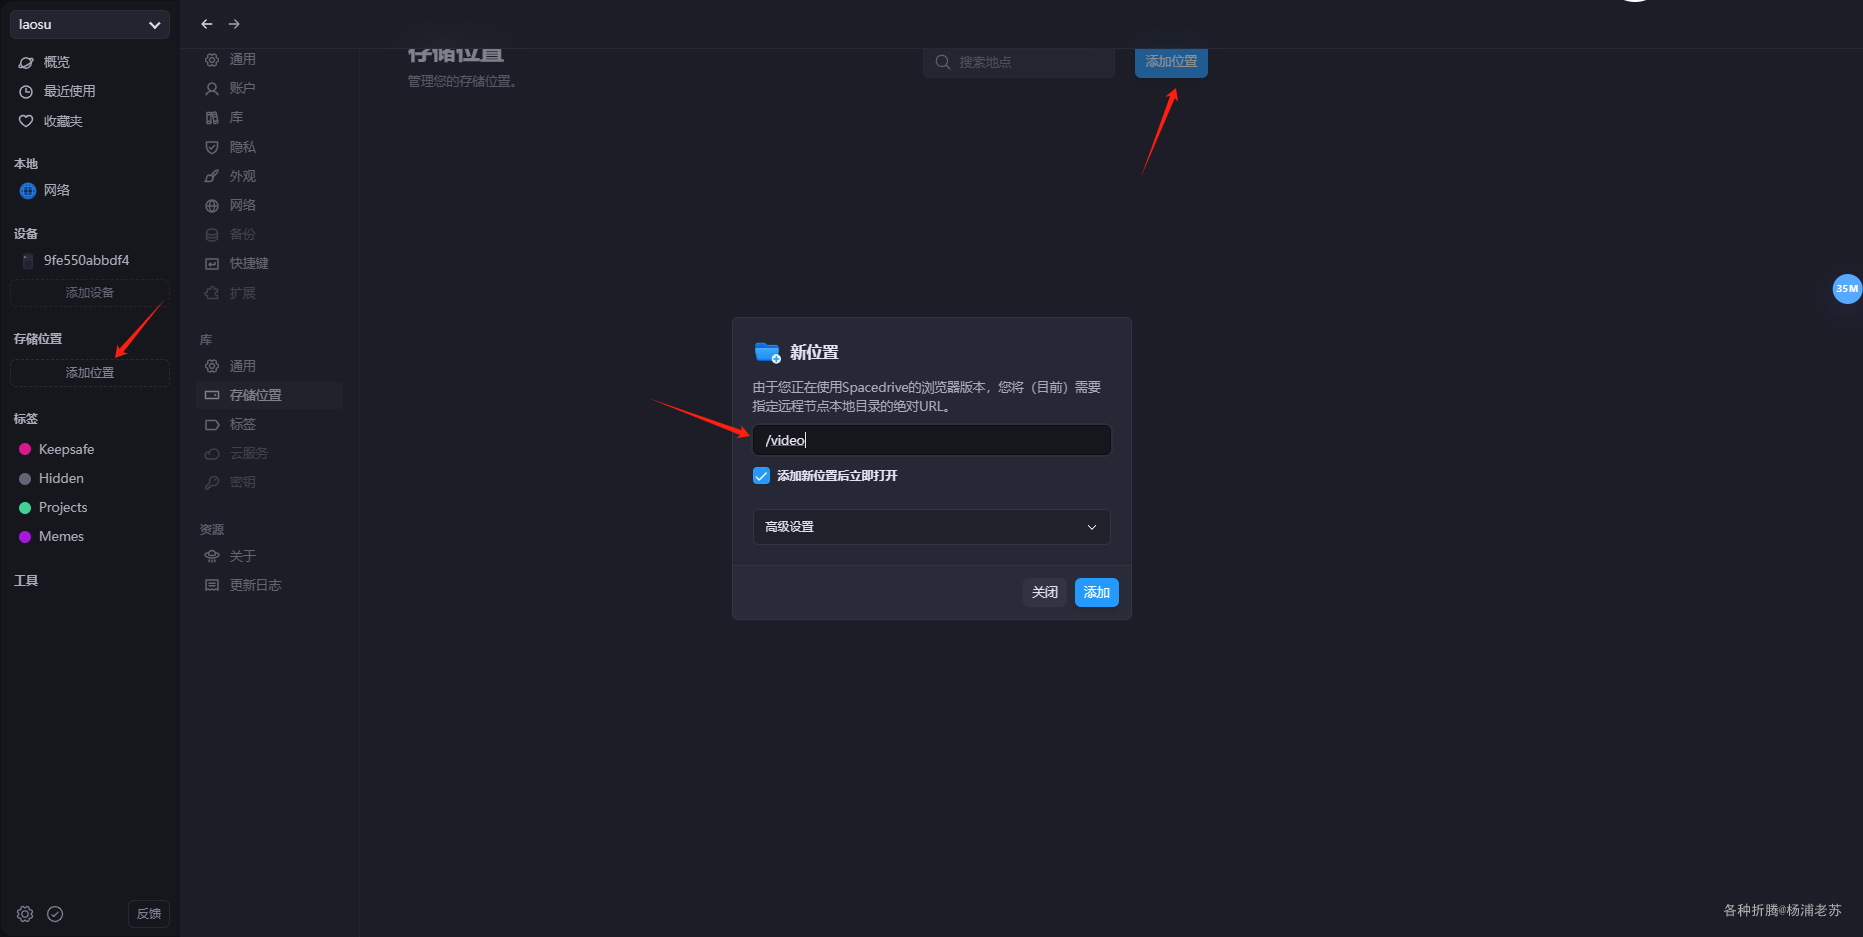 laosu
概览
最近使用
收藏夹
本地
网络
设备
9fe550abbdf4
添加设备
存储位置
添加位置
标签
Keepsafe
Hidden
Projects
Memes
工具
反馈
通用
账户
库
隐私
外观
网络
备份
快捷键
扩展
库
通用
存储位置
标签
云服务
密钥
资源
关于
更新日志
存储位置
管理您的存储位置。
搜索地点
添加位置
新位置
由于您正在使用Spacedrive的浏览器版本，您将（目前）需要
指定远程节点本地目录的绝对URL。
/video
添加新位置后立即打开
高级设置
关闭
添加
35M
各种折腾@杨浦老苏